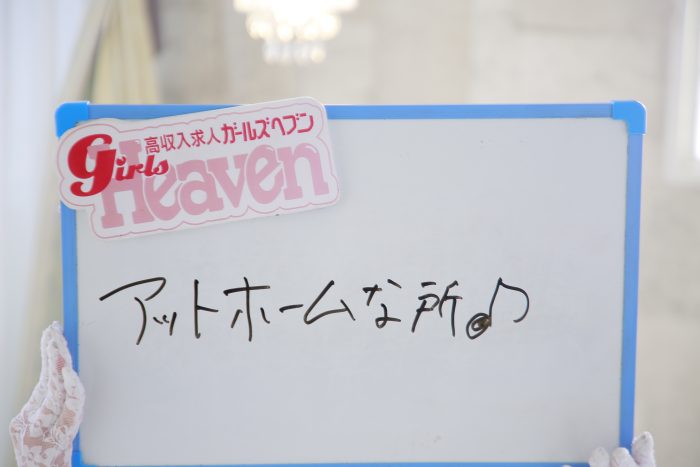 高収入求人ガールズヘブン
Girls
Heaven
アットホームな所♪